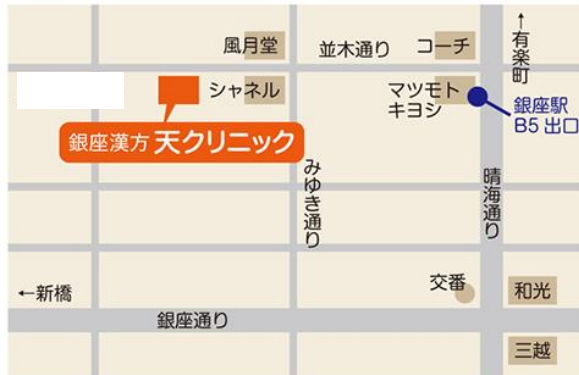 風月堂
並木通り
コーチ
↑有楽町
シャネル
マツモト
キヨシ
銀座駅
B5 出口
銀座漢方 天クリニック
みゆき通り
晴海通り
←新橋
交番
和光
銀座通り
三越